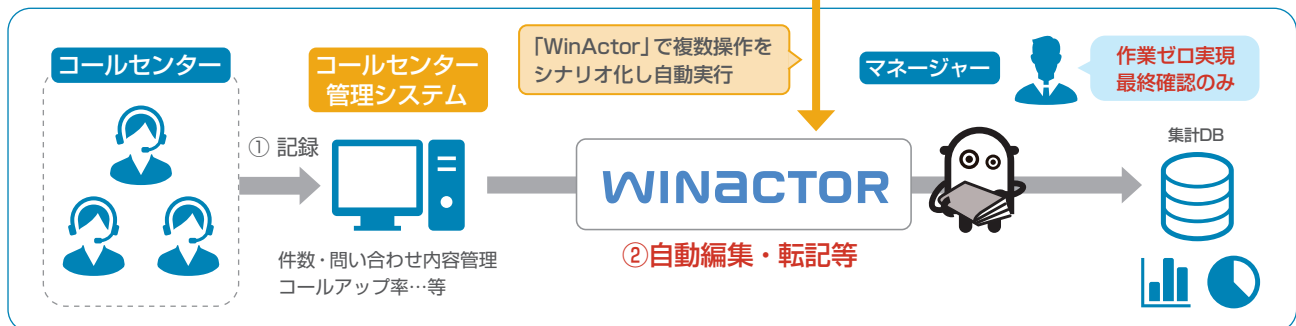 コールセンター
コールセンター
管理システム
「WinActor」で複数操作を
シナリオ化し自動実行
マネージャー
作業ゼロ実現
最終確認のみ
① 記録
集計DB
WINaCTOR
②自動編集・転記等
件数・問い合わせ内容管理
コールアップ率…等